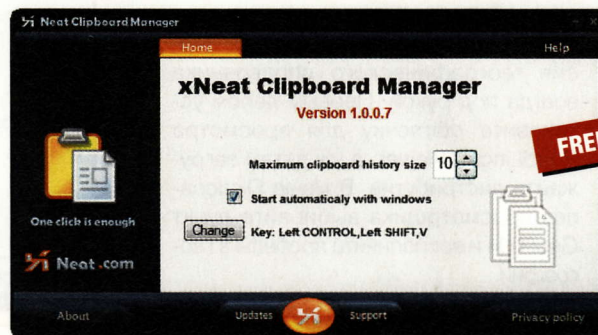 Neat Clipboard Manager
Home
Help
xNeat Clipboard Manager
Version 1.0.0.7
Maximum clipboard history size 10
Start automaticaly with windows
Change Key: Left CONTROL,Left SHIFT,V
One click is enough
Neat.com
About
Updates
Support
Privacy policy